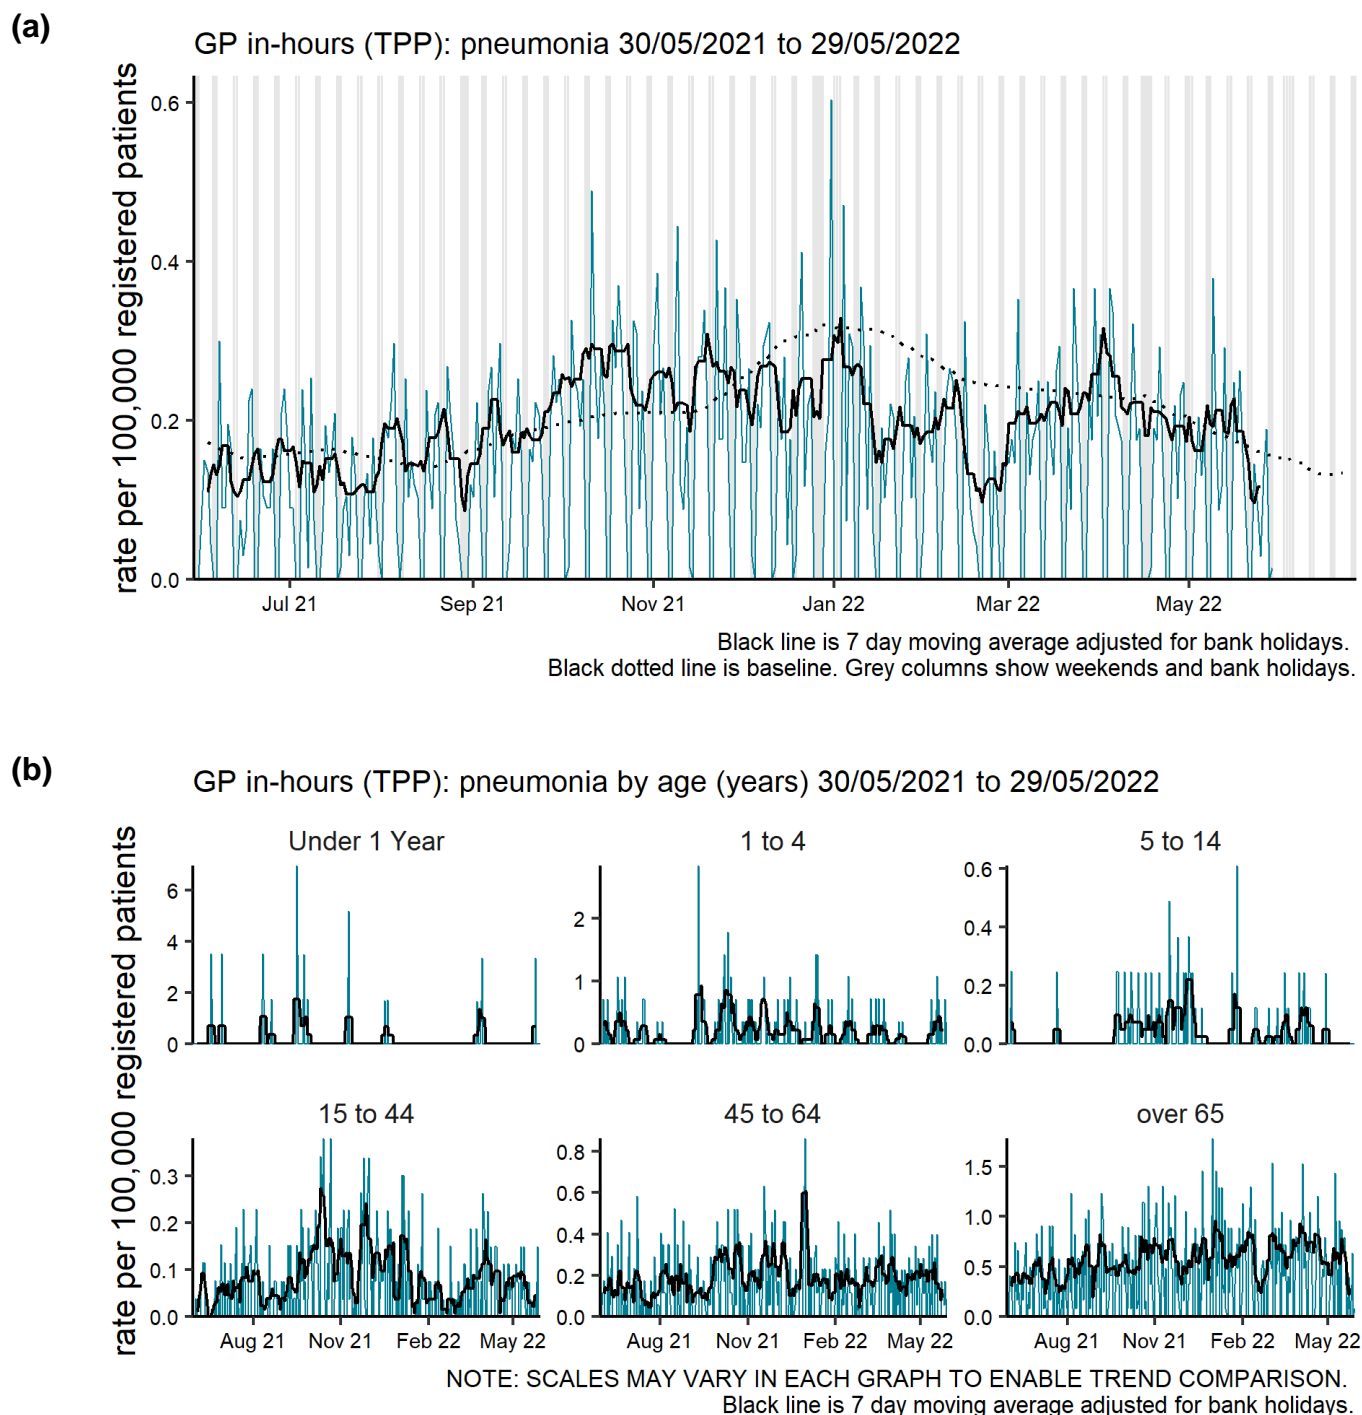 (a)
GP in-hours (TPP): pneumonia 30/05/2021 to 29/05/2022
rate per 100,000 registered patients
0.6
0.4
0.2
0.0
Jul 21 Sep 21 Nov 21 Jan 22 Mar 22 May 22
Black line is 7 day moving average adjusted for bank holidays.
Black dotted line is baseline. Grey columns show weekends and bank holidays.
(b)
GP in-hours (TPP): pneumonia by age (years) 30/05/2021 to 29/05/2022
rate per 100,000 registered patients
Under 1 Year
6
4
2
0
1 to 4
2
1
0
5 to 14
0.6
0.4
0.2
0.0
15 to 44
0.3
0.2
0.1
0.0
Aug 21 Nov 21 Feb 22 May 22
45 to 64
0.8
0.6
0.4
0.2
0.0
Aug 21 Nov 21 Feb 22 May 22
over 65
1.5
1.0
0.5
0.0
Aug 21 Nov 21 Feb 22 May 22
NOTE: SCALES MAY VARY IN EACH GRAPH TO ENABLE TREND COMPARISON.
Black line is 7 day moving average adjusted for bank holidays.